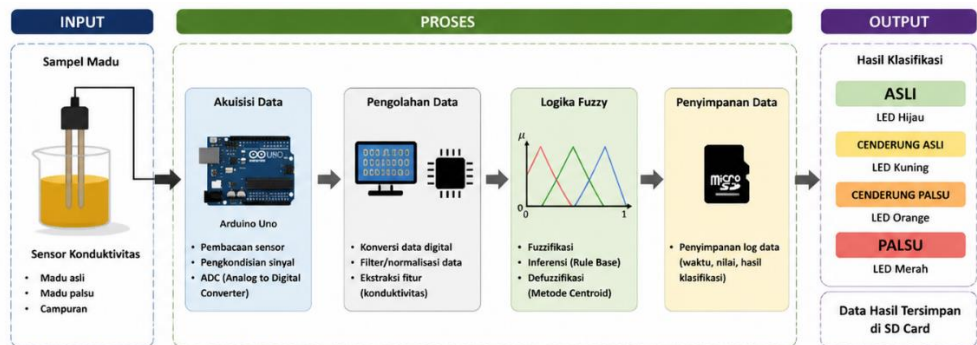 INPUT
Sampel Madu
Sensor Konduktivitas
• Madu asli
• Madu palsu
• Campuran
PROSES
Akuisisi Data
UNO
Arduino Uno
• Pembacaan sensor
• Pengkondisian sinyal
• ADC (Analog to Digital
Converter)
Pengolahan Data
• Konversi data digital
• Filter/normalisasi data
• Ekstraksi fitur
(konduktivitas)
Logika Fuzzy
μ
0
0
1
• Fuzzifikasi
• Inferensi (Rule Base)
• Defuzzifikasi
(Metode Centroid)
Penyimpanan Data
micro
SD
• Penyimpanan log data
(waktu, nilai, hasil
klasifikasi)
OUTPUT
Hasil Klasifikasi
ASLI
LED Hijau
CENDERUNG ASLI
LED Kuning
CENDERUNG PALSU
LED Orange
PALSU
LED Merah
Data Hasil Tersimpan
di SD Card